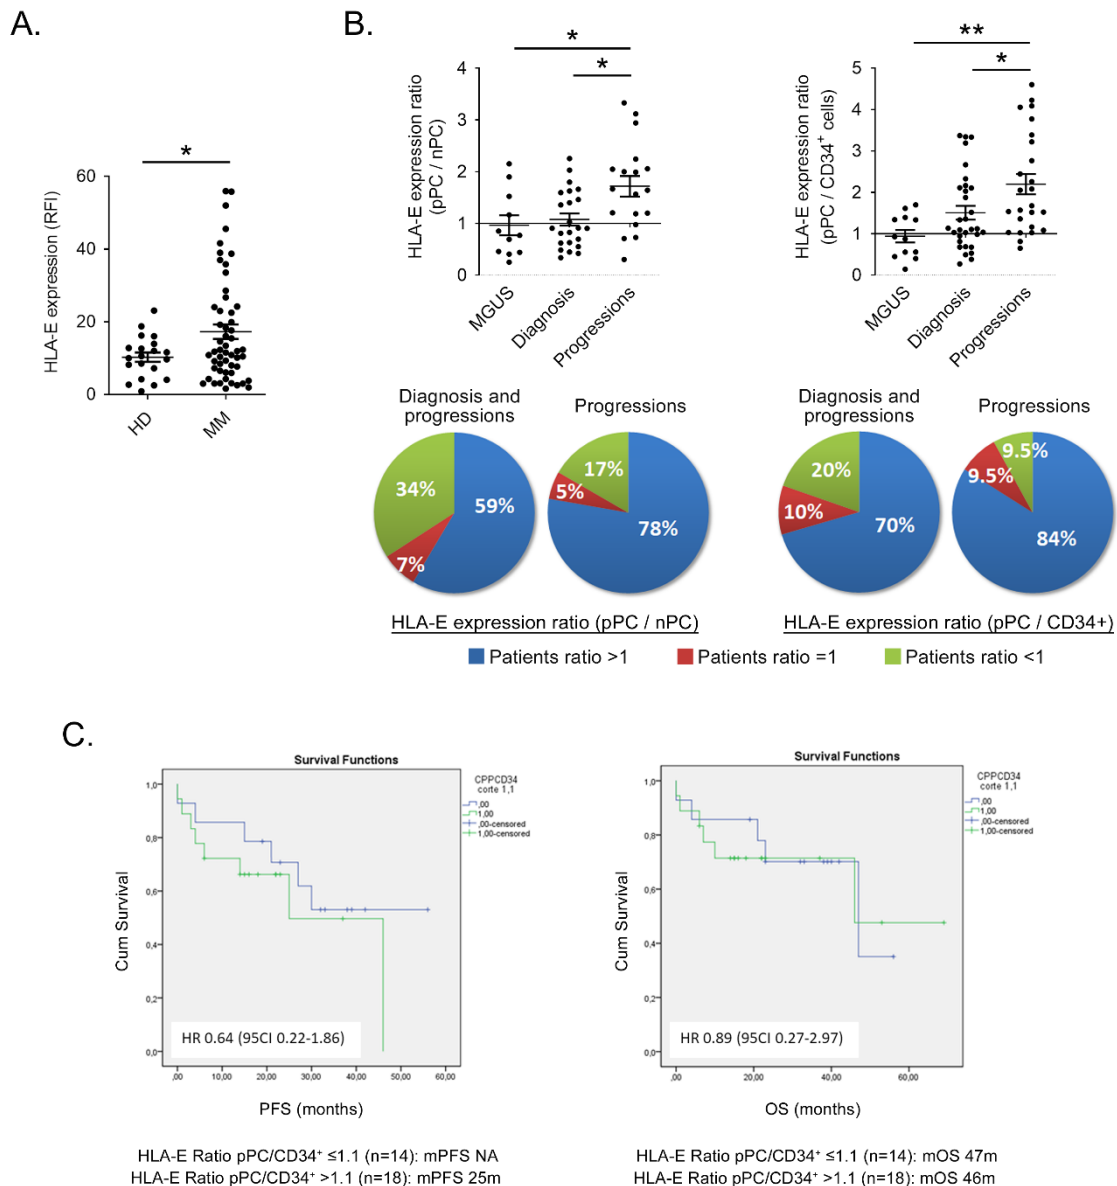 A.
B.
*
HLA-E expression (RFI)
60
40
20
0
HD
MM
*
*
HLA-E expression ratio
(pPC / nPC)
4
3
2
1
0
MGUS
Diagnosis
Progressions
**
*
HLA-E expression ratio
(pPC / CD34+ cells)
5
4
3
2
1
0
MGUS
Diagnosis
Progressions
Diagnosis and
progressions
34%
59%
7%
Progressions
17%
5%
78%
Diagnosis and
progressions
20%
10%
70%
Progressions
9.5%
9.5%
84%
HLA-E expression ratio (pPC / nPC)
HLA-E expression ratio (pPC / CD34+)
Patients ratio >1
Patients ratio =1
Patients ratio <1
C.
Survival Functions
CPPCD34
corte 1,1
,00
1,00
,00-censored
1,00-censored
Cum Survival
1,0
0,8
0,6
0,4
0,2
0,0
HR 0.64 (95CI 0.22-1.86)
,00
10,00
20,00
30,00
40,00
50,00
60,00
PFS (months)
HLA-E Ratio pPC/CD34+ ≤1.1 (n=14): mPFS NA
HLA-E Ratio pPC/CD34+ >1.1 (n=18): mPFS 25m
Survival Functions
CPPCD34
corte 1,1
,00
1,00
,00-censored
1,00-censored
Cum Survival
1,0
0,8
0,6
0,4
0,2
0,0
HR 0.89 (95CI 0.27-2.97)
,00
20,00
40,00
60,00
OS (months)
HLA-E Ratio pPC/CD34+ ≤1.1 (n=14): mOS 47m
HLA-E Ratio pPC/CD34+ >1.1 (n=18): mOS 46m